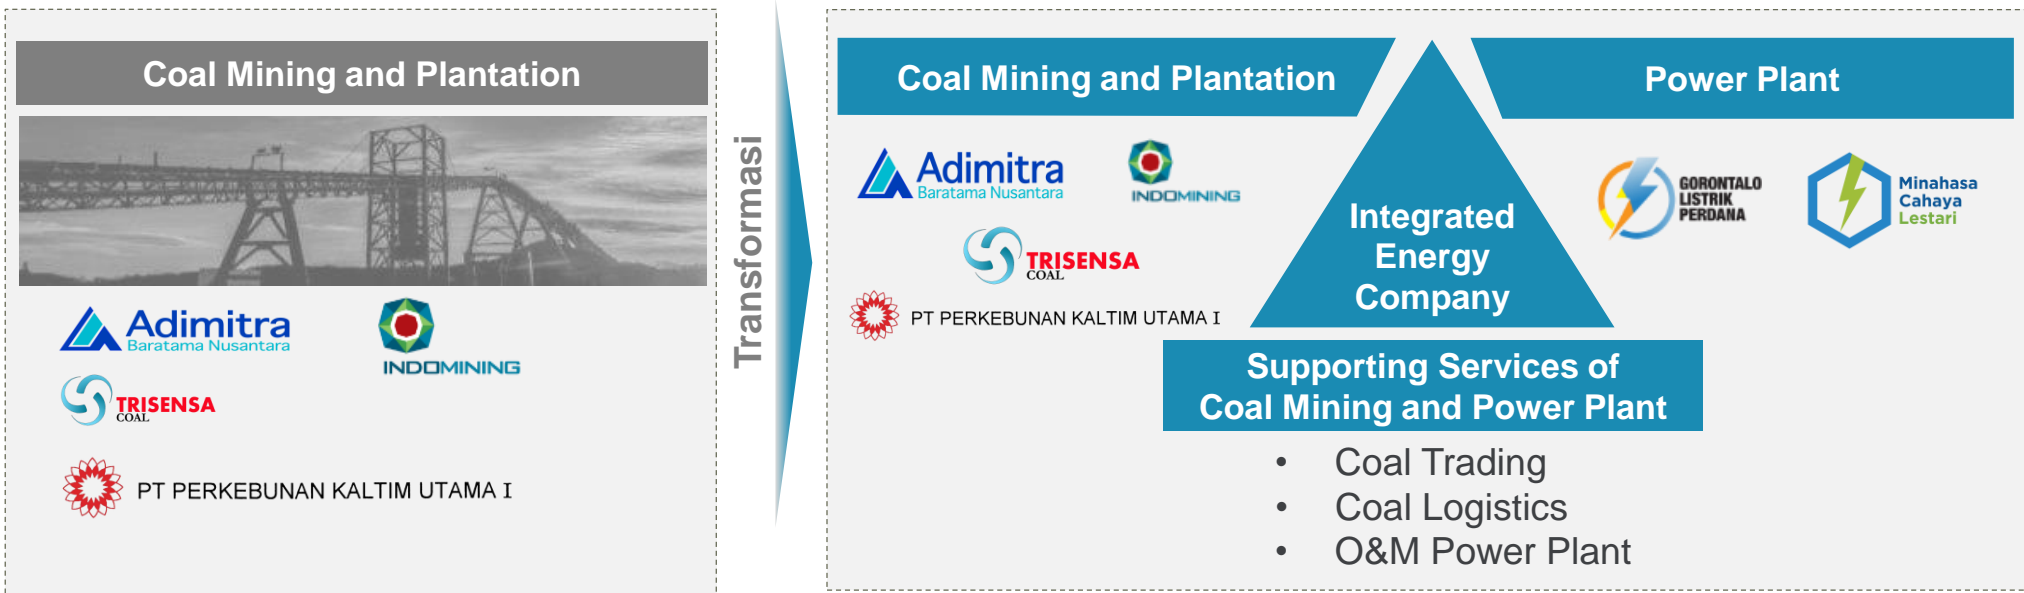 Coal Mining and Plantation
Adimitra
Baratama Nusantara
INDOMINING
TRISENSA
COAL
PT PERKEBUNAN KALTIM UTAMA I
Transformasi
Coal Mining and Plantation
Adimitra
Baratama Nusantara
INDOMINING
TRISENSA
COAL
PT PERKEBUNAN KALTIM UTAMA I
Integrated
Energy
Company
Power Plant
GORONTALO
LISTRIK
PERDANA
Minahasa
Cahaya
Lestari
Supporting Services of
Coal Mining and Power Plant
• Coal Trading
• Coal Logistics
• O&M Power Plant